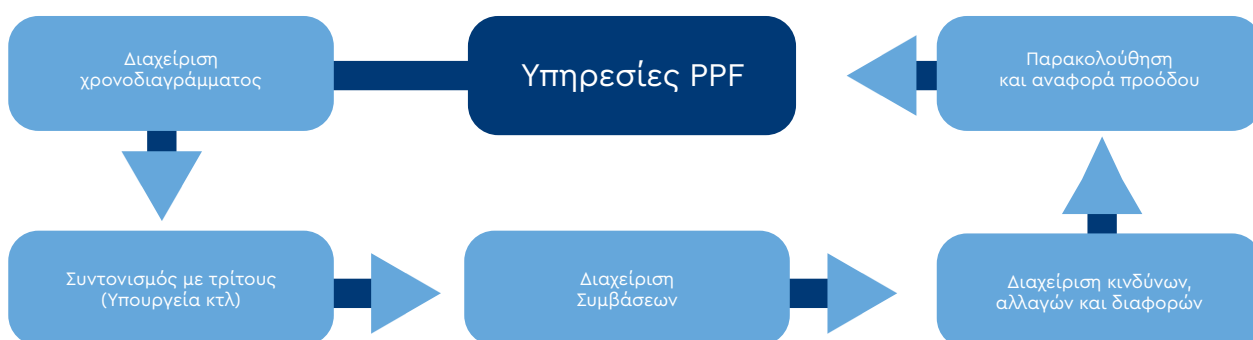 Διαχείριση
χρονοδιαγράμματος
Υπηρεσίες PPF
Παρακολούθηση
και αναφορά προόδου
Συντονισμός με τρίτους
(Υπουργεία κτλ)
Διαχείριση
Συμβάσεων
Διαχείριση κινδύνων,
αλλαγών και διαφορών